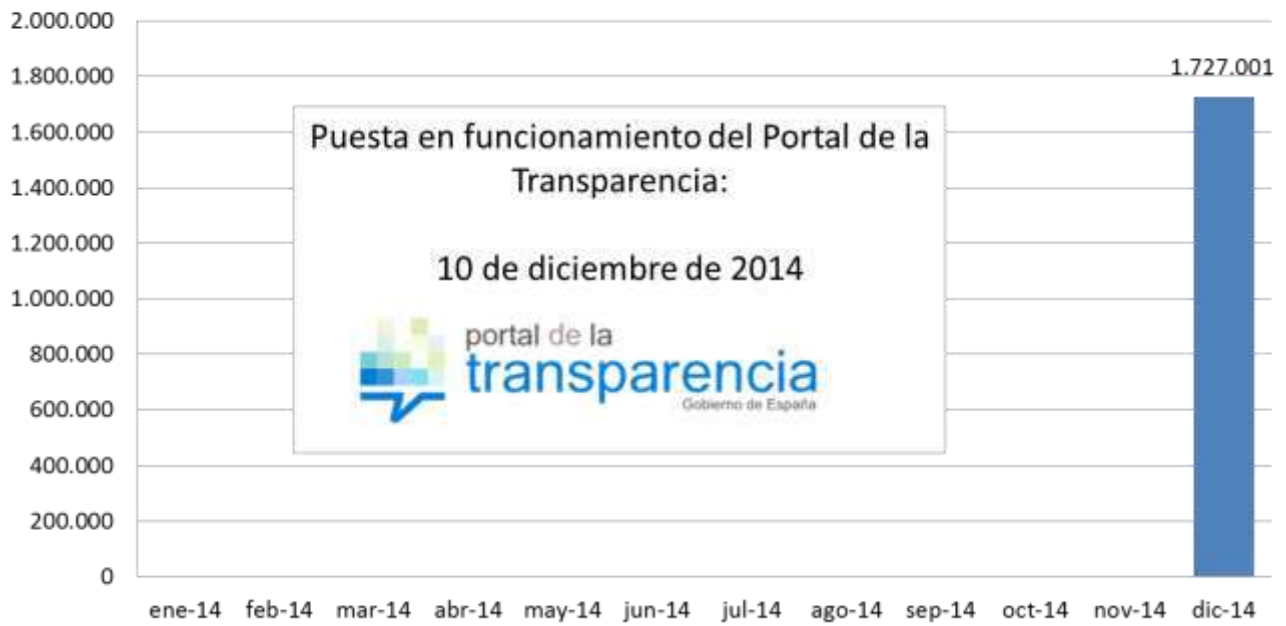 2.000.000
1.800.000
1.727.001
1.600.000
1.400.000
1.200.000
1.000.000
800.000
600.000
400.000
200.000
0
Puesta en funcionamiento del Portal de la
Transparencia:
10 de diciembre de 2014
portal de la
transparencia
Gobierno de España
ene-14 feb-14 mar-14 abr-14 may-14 jun-14 jul-14 ago-14 sep-14 oct-14 nov-14 dic-14